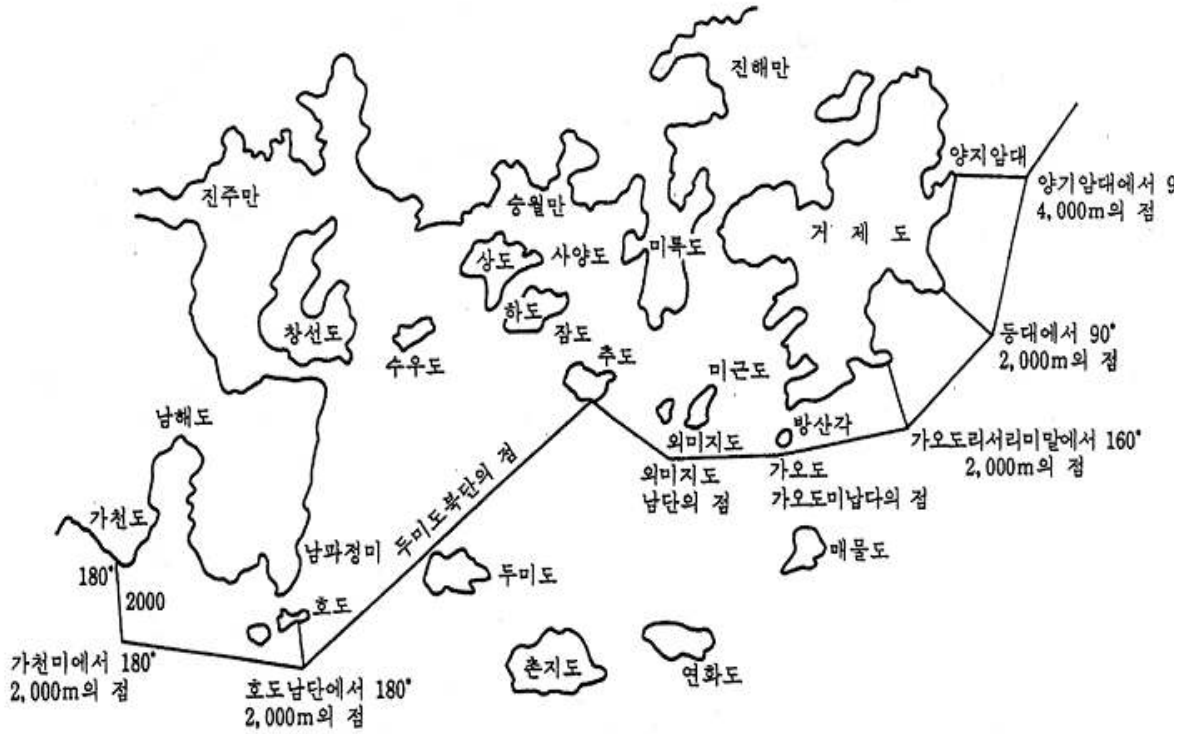 진해만
양지암대
진주만
양기암대에서 9
4,000m의 점
숭월만
거 제 도
상도
사양도
미륵도
하도
잠도
창선도
수우도
등대에서 90°
2,000m의 점
추도
미근도
남해도
방산각
외미지도
가오도리서리미말에서 160°
2,000m의 점
외미지도
남단의 점
가오도
가오도미납다의 점
두미도북단의 점
가천도
남파정미
매물도
180°
두미도
2000
호도
가천미에서 180°
2,000m의 점
호도남단에서 180°
2,000m의 점
촌지도
연화도